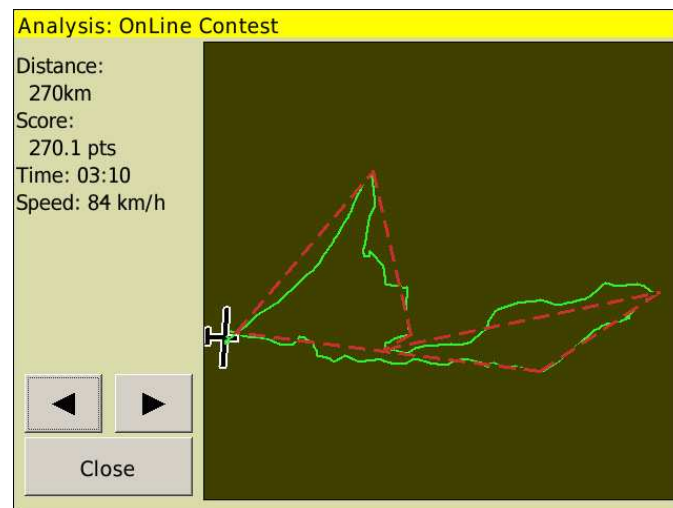 Analysis: OnLine Contest
Distance:
270km
Score:
270.1 pts
Time: 03:10
Speed: 84 km/h
Close